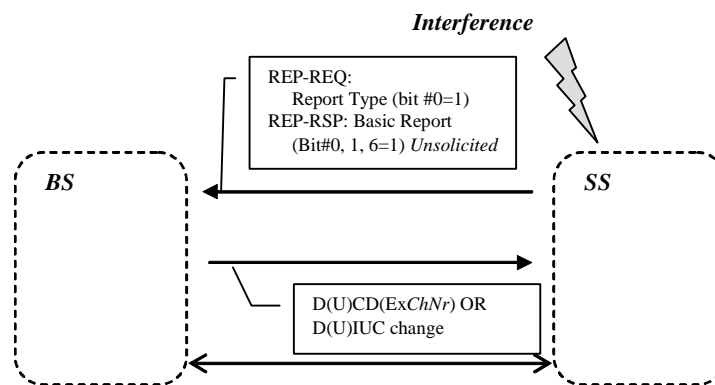 Interference
REP-REQ:
Report Type (bit #0=1)
REP-RSP: Basic Report
(Bit#0, 1, 6=1) Unsolicited
BS
SS
D(U)CD(ExChNr) OR
D(U)IUC change